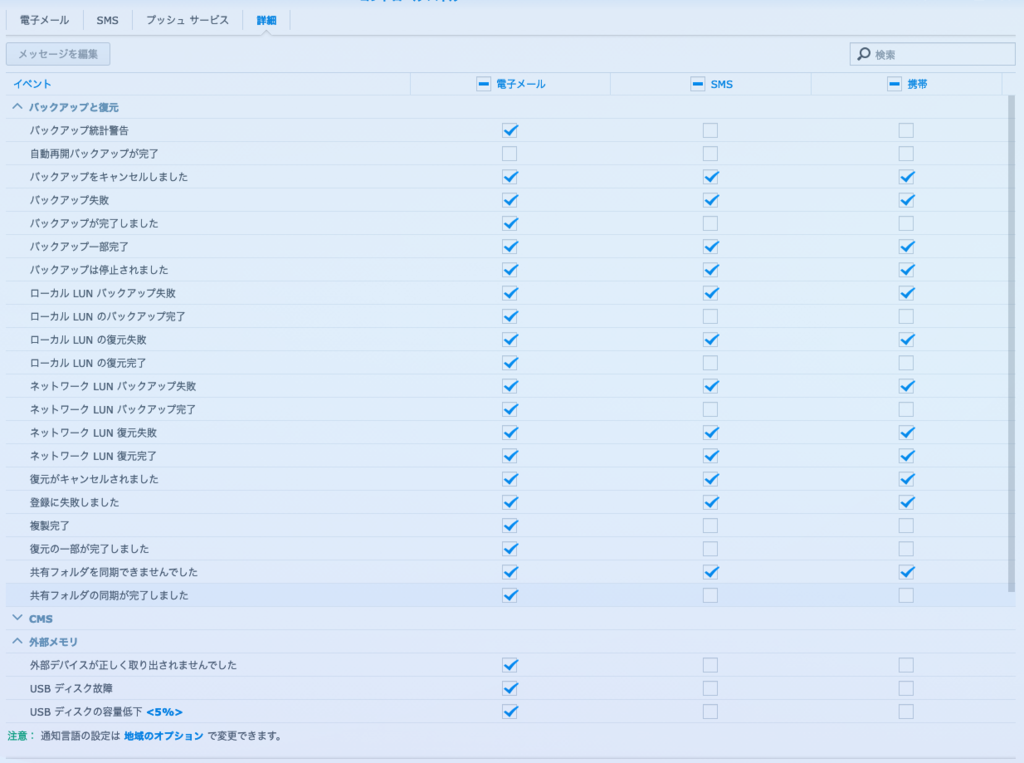 電子メール SMS プッシュ サービス 詳細
メッセージを編集 検索
イベント 電子メール SMS 携帯
バックアップと復元
バックアップ統計警告
自動再開バックアップが完了
バックアップをキャンセルしました
バックアップ失敗
バックアップが完了しました
バックアップ一部完了
バックアップは停止されました
ローカル LUN バックアップ失敗
ローカル LUN のバックアップ完了
ローカル LUN の復元失敗
ローカル LUN の復元完了
ネットワーク LUN バックアップ失敗
ネットワーク LUN バックアップ完了
ネットワーク LUN 復元失敗
ネットワーク LUN 復元完了
復元がキャンセルされました
登録に失敗しました
複製完了
復元の一部が完了しました
共有フォルダを同期できませんでした
共有フォルダの同期が完了しました
CMS
外部メモリ
外部デバイスが正しく取り出されませんでした
USB ディスク故障
USB ディスクの容量低下 <5%>
注意： 通知言語の設定は 地域のオプション で変更できます。